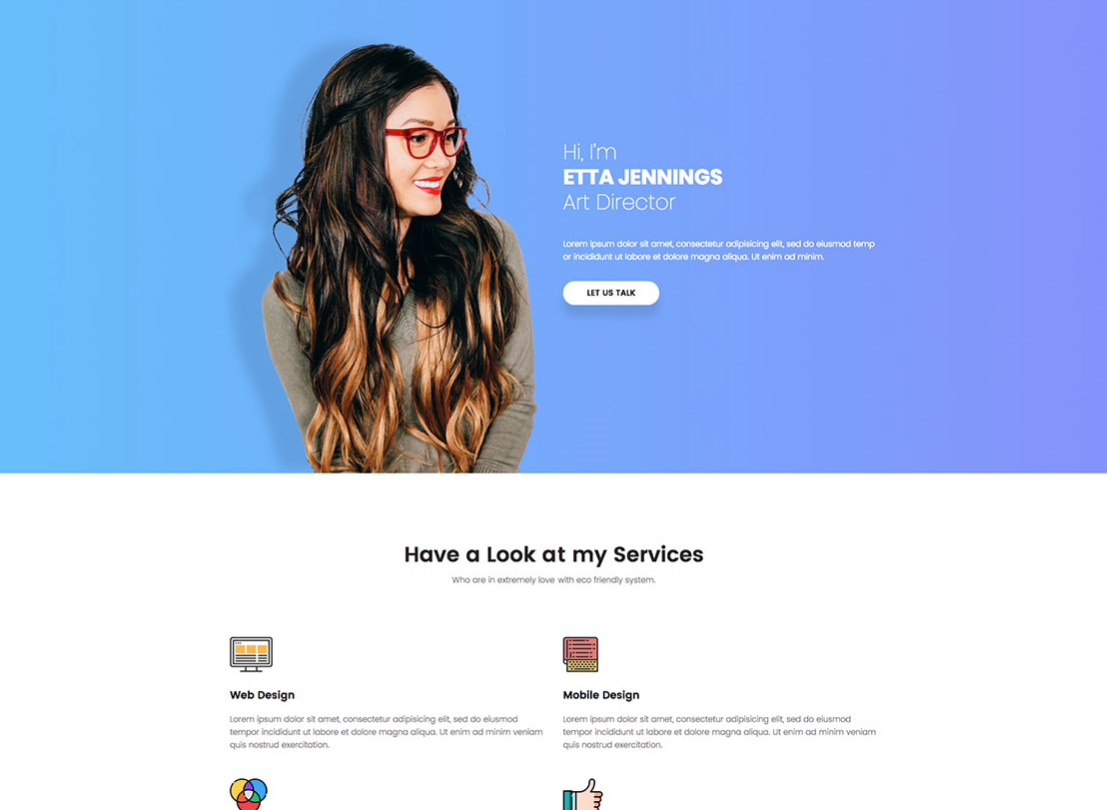 Hi, I'm
ETTA JENNINGS
Art Director
Lorem ipsum dolor sit amet, consectetur adipisicing elit, sed do eiusmod temp
or incididunt ut labore et dolore magna aliqua. Ut enim ad minim.
LET US TALK
Have a Look at my Services
Who are in extremely love with eco friendly system.
Web Design
Lorem ipsum dolor sit amet, consectetur adipisicing elit, sed do eiusmod
tempor incididunt ut labore et dolore magna aliqua. Ut enim ad minim veniam
quis nostrud exercitation.
Mobile Design
Lorem ipsum dolor sit amet, consectetur adipisicing elit, sed do eiusmod
tempor incididunt ut labore et dolore magna aliqua. Ut enim ad minim veniam
quis nostrud exercitation.